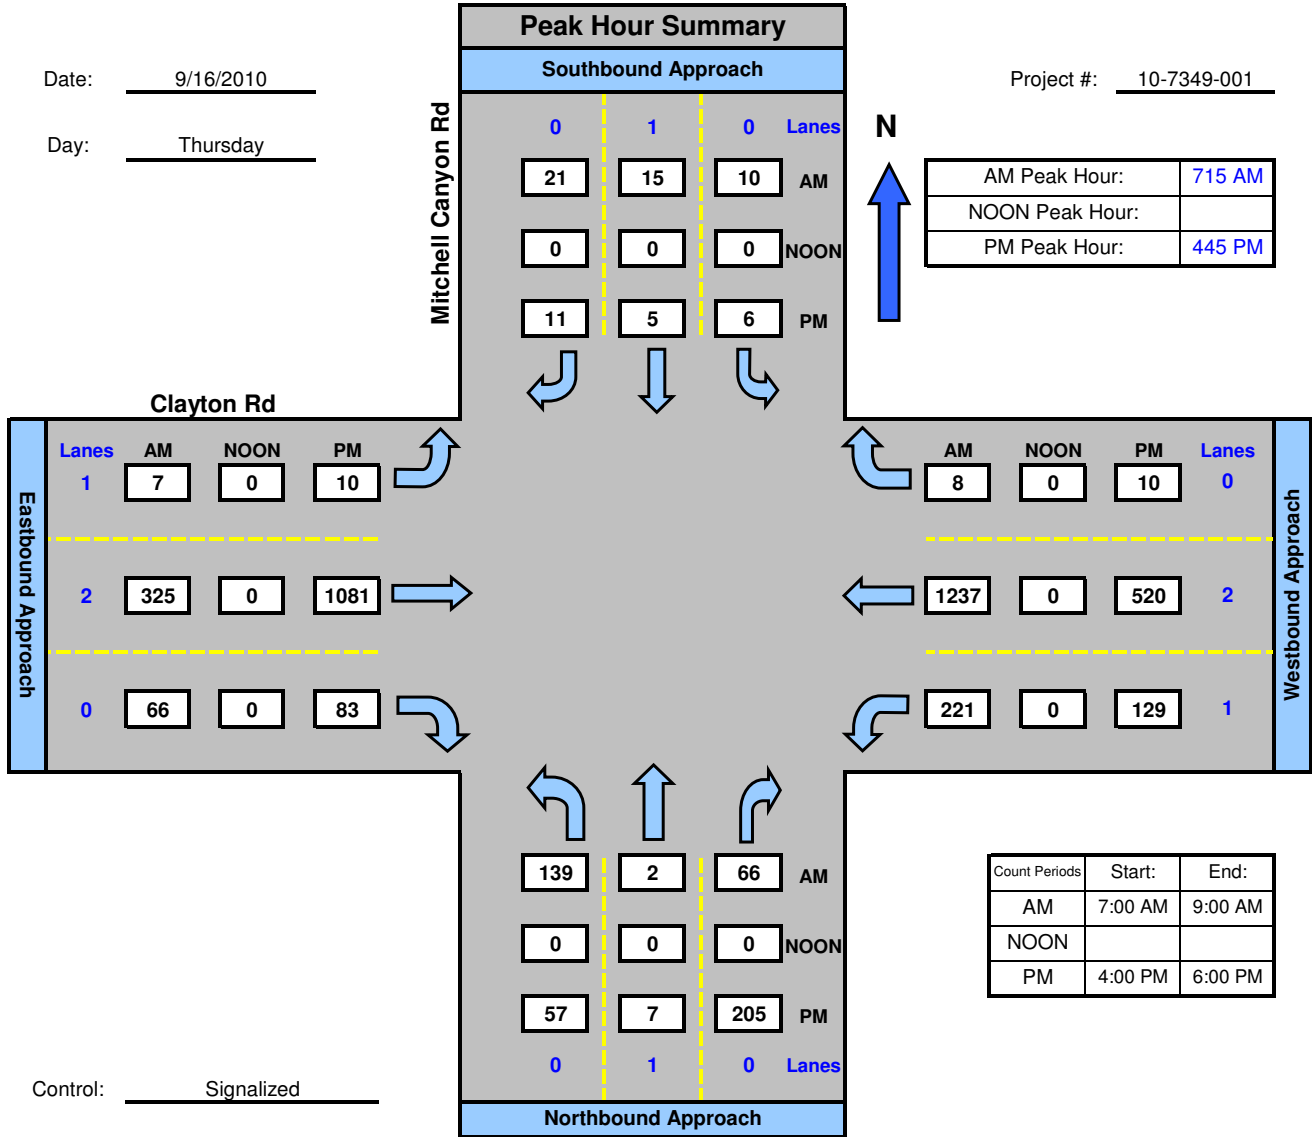 Peak Hour Summary
Southbound Approach
Date: 9/16/2010
Project #: 10-7349-001
Day: Thursday
Mitchell Canyon Rd
0 1 0 Lanes
21 15 10 AM
0 0 0 NOON
11 5 6 PM
N
AM Peak Hour: 715 AM
NOON Peak Hour:
PM Peak Hour: 445 PM
Clayton Rd
Eastbound Approach
Lanes AM NOON PM
1 7 0 10
2 325 0 1081
0 66 0 83
AM NOON PM Lanes
8 0 10 0
1237 0 520 2
221 0 129 1
Westbound Approach
139 2 66 AM
0 0 0 NOON
57 7 205 PM
0 1 0 Lanes
Northbound Approach
Count Periods Start: End:
AM 7:00 AM 9:00 AM
NOON
PM 4:00 PM 6:00 PM
Control: Signalized